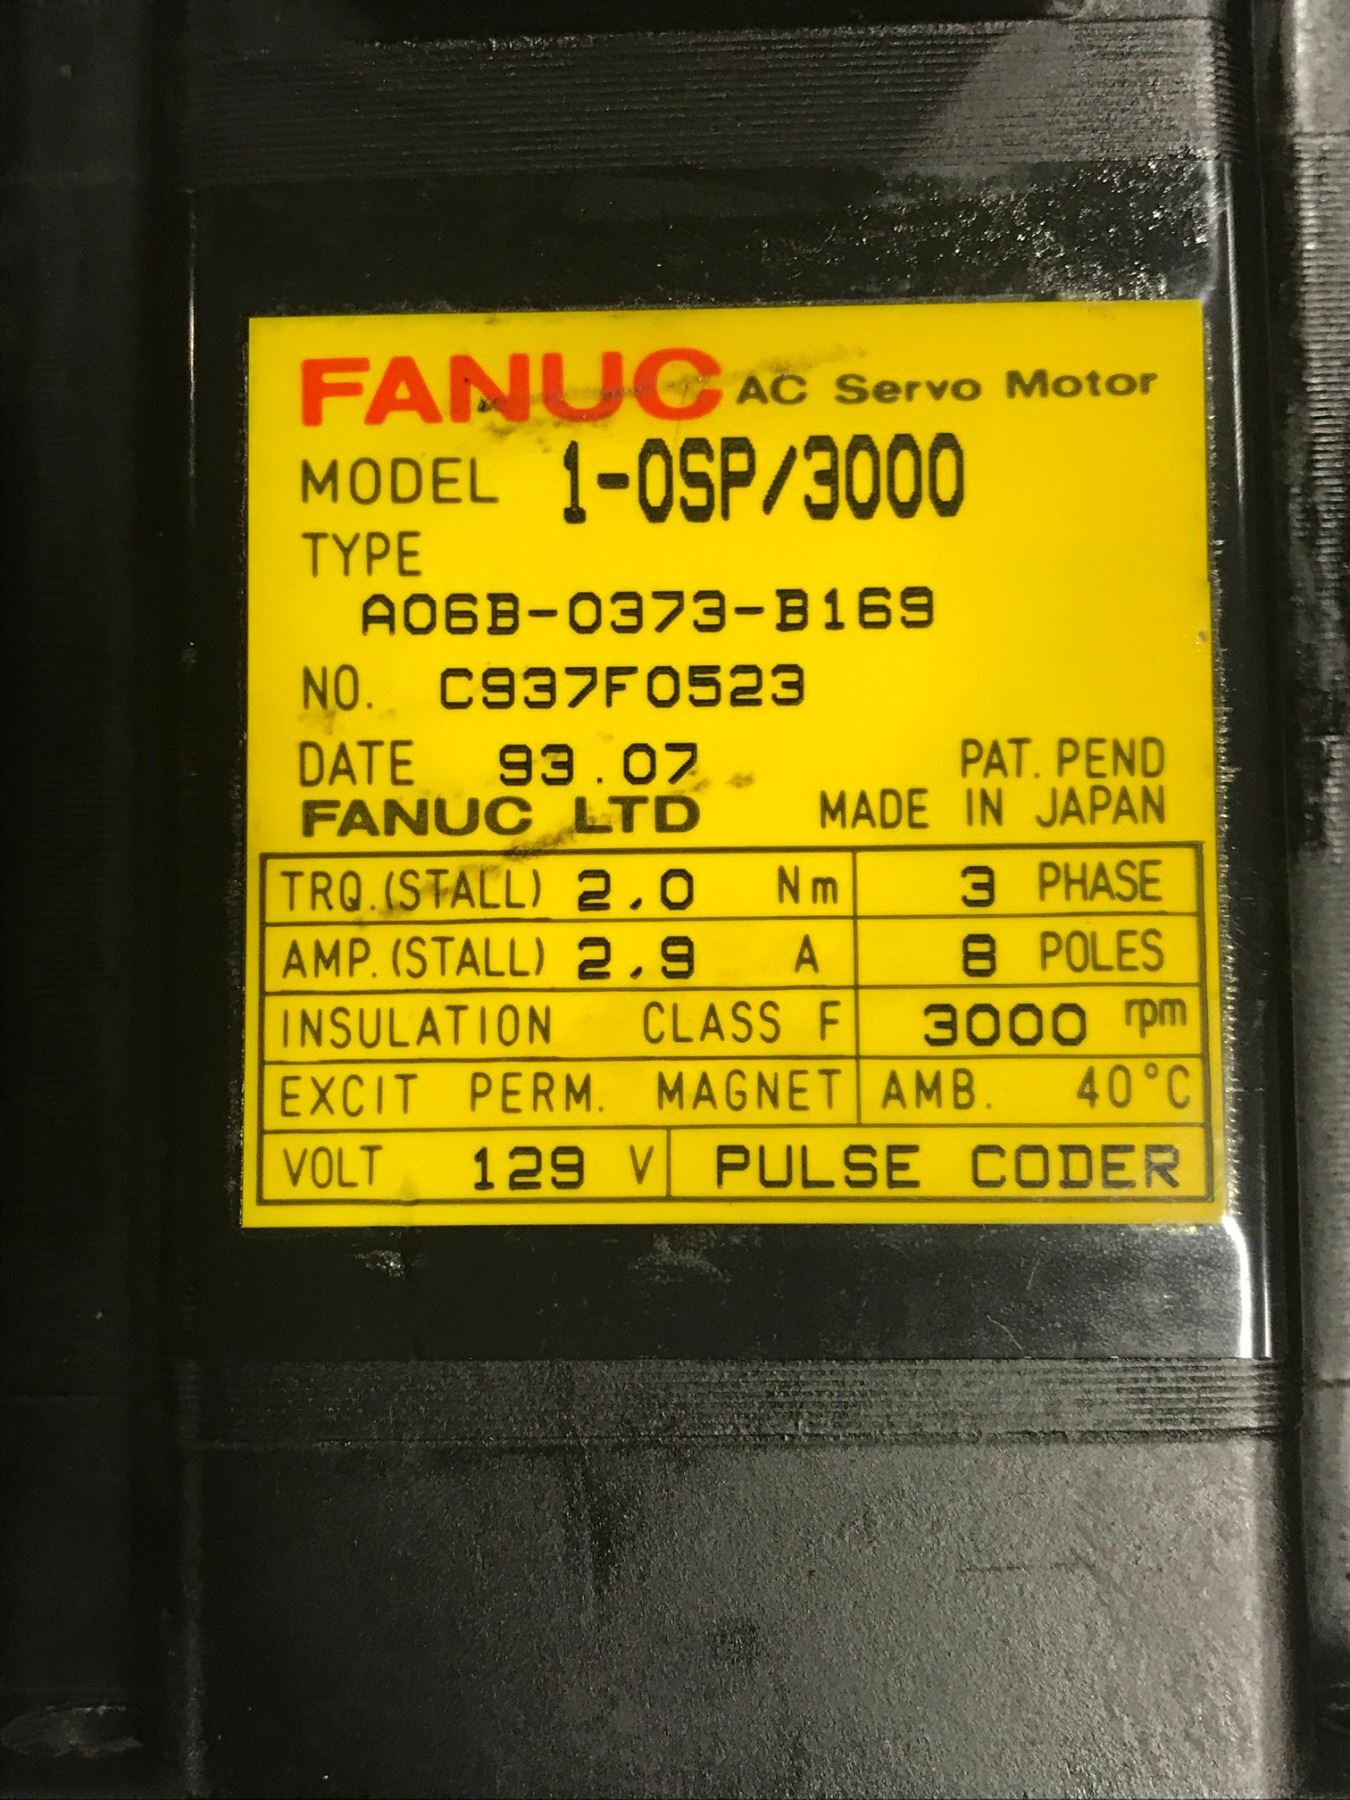 FANUC AC Servo Motor
MODEL 1-0SP/3000
TYPE
A06B-0373-B169
NO. C937F0523
DATE 93.07 PAT. PEND
FANUC LTD MADE IN JAPAN
TRQ.(STALL) 2.0 Nm 3 PHASE
AMP.(STALL) 2.9 A 8 POLES
INSULATION CLASS F 3000 rpm
EXCIT PERM. MAGNET AMB. 40°C
VOLT 129 V PULSE CODER